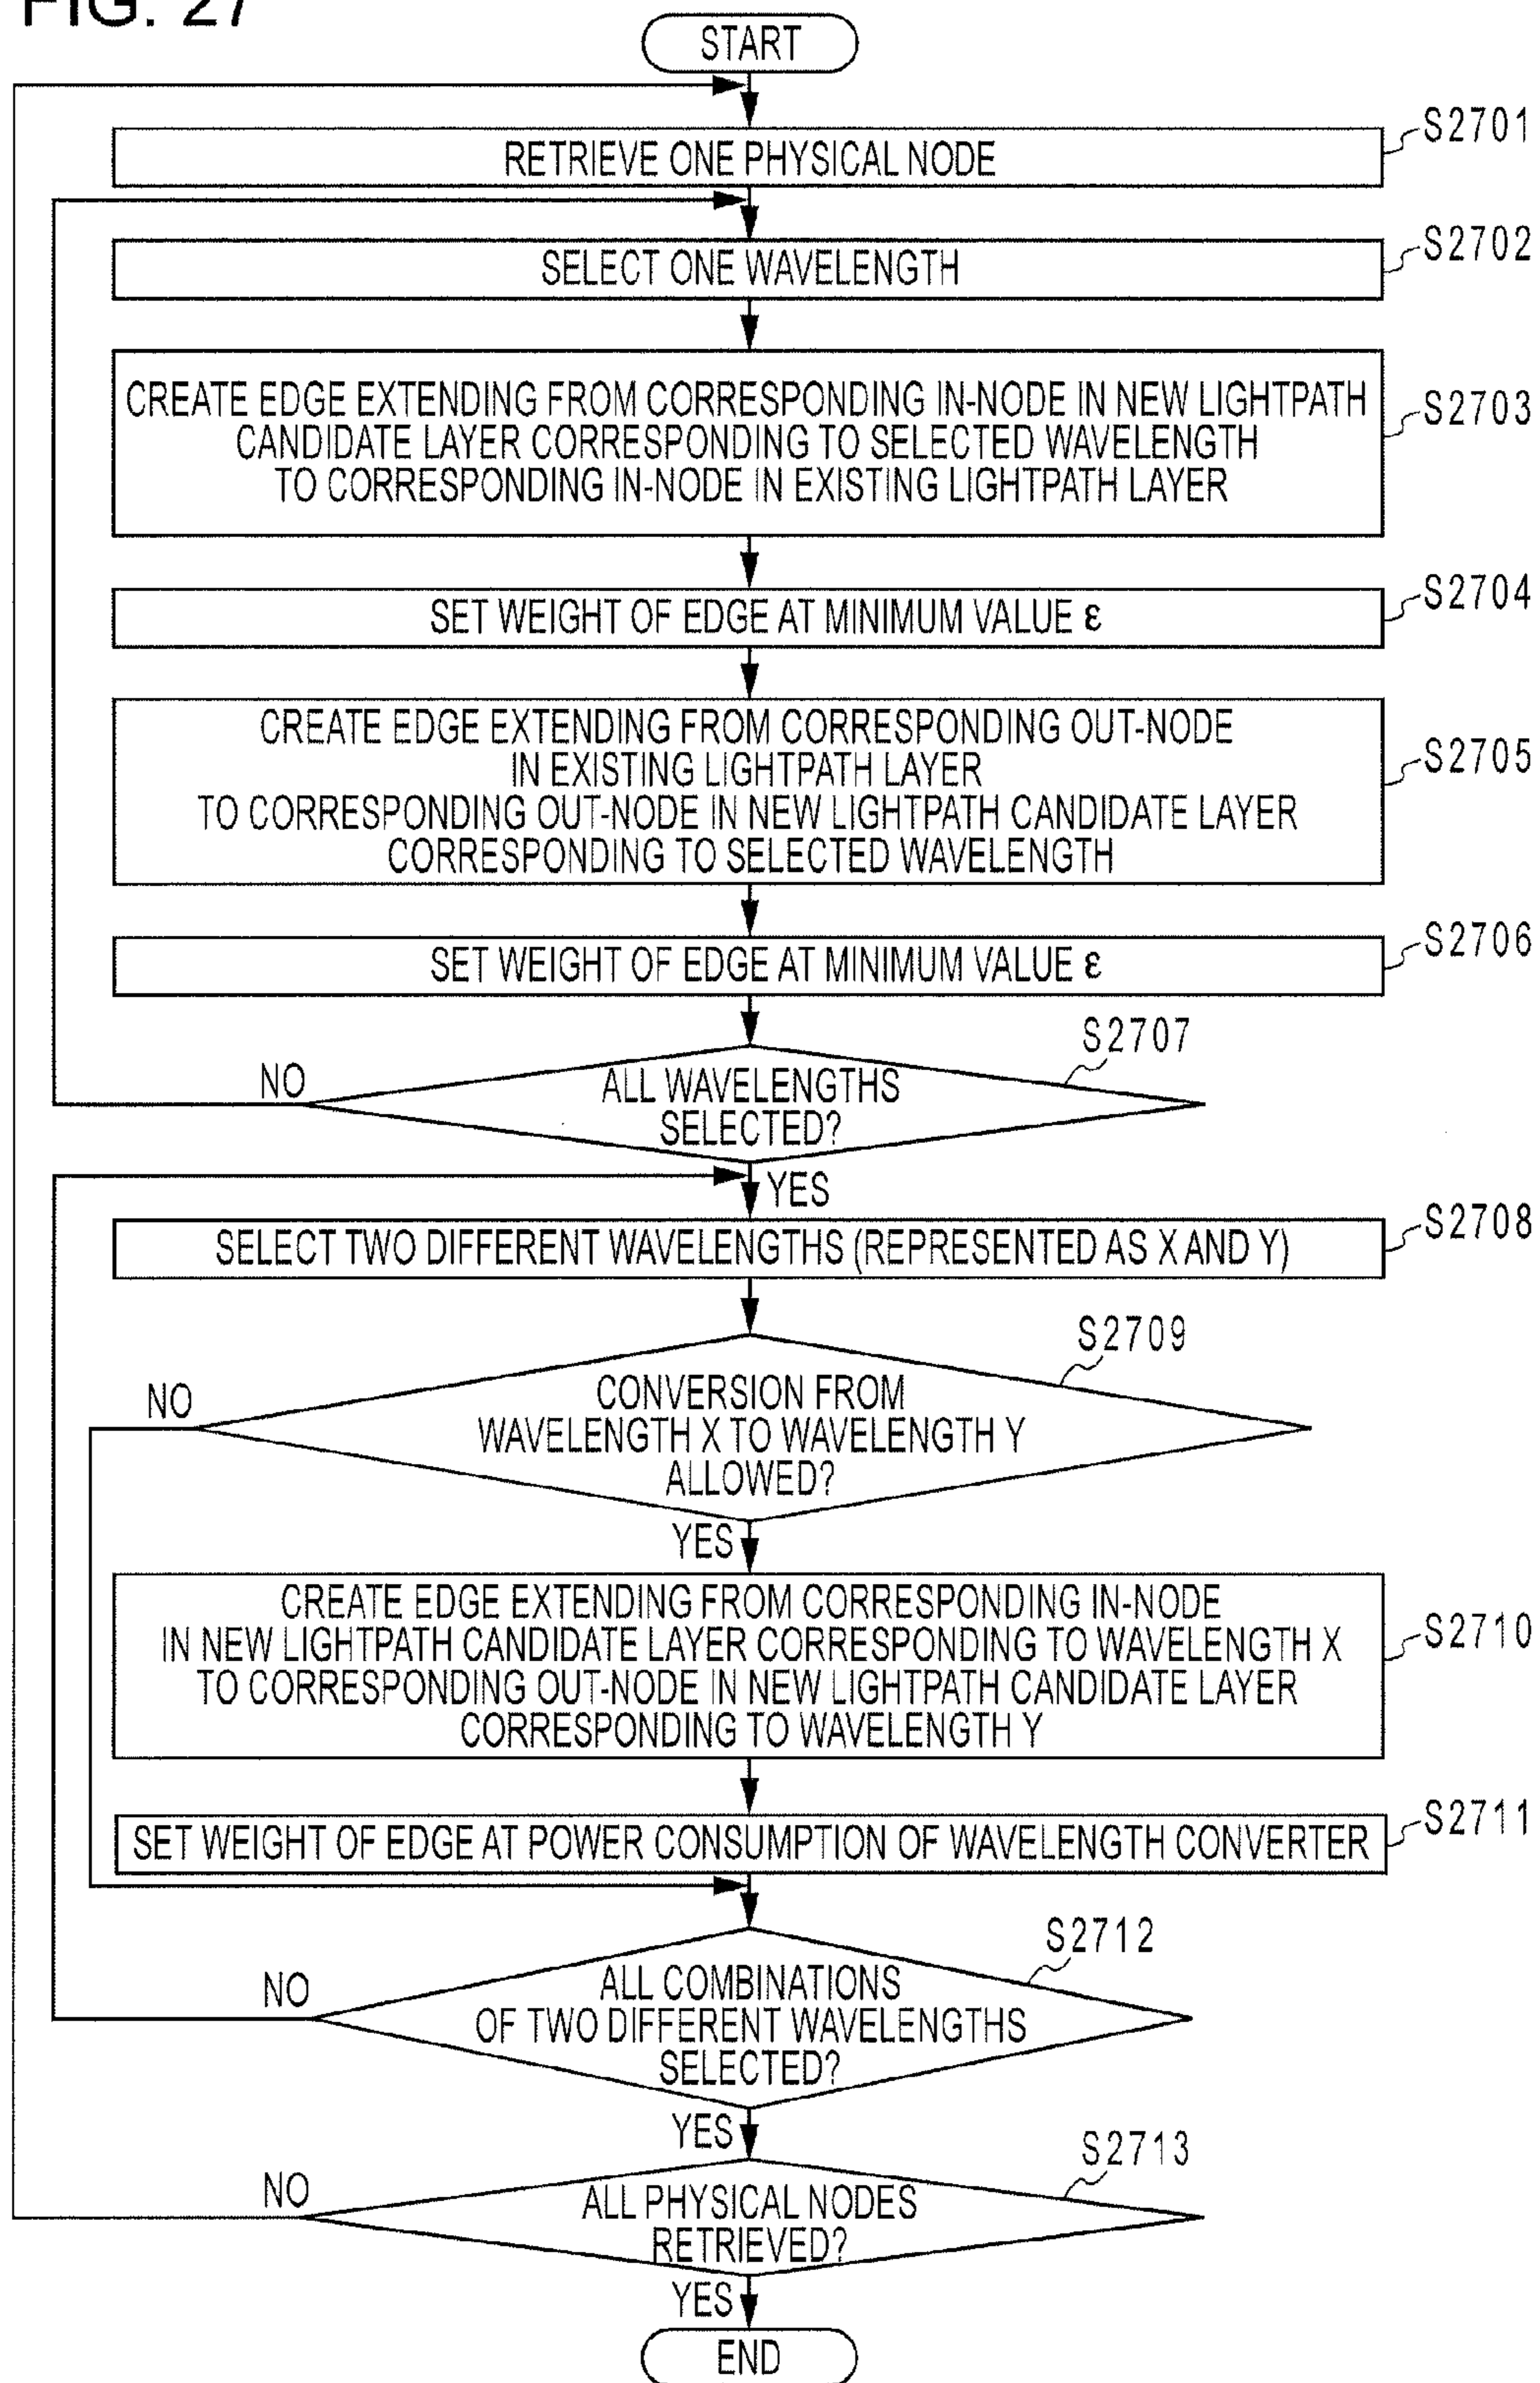 FIG. 27
START
RETRIEVE ONE PHYSICAL NODE
S2701
SELECT ONE WAVELENGTH
S2702
CREATE EDGE EXTENDING FROM CORRESPONDING IN-NODE IN NEW LIGHTPATH
CANDIDATE LAYER CORRESPONDING TO SELECTED WAVELENGTH
TO CORRESPONDING IN-NODE IN EXISTING LIGHTPATH LAYER
S2703
SET WEIGHT OF EDGE AT MINIMUM VALUE ε
S2704
CREATE EDGE EXTENDING FROM CORRESPONDING OUT-NODE
IN EXISTING LIGHTPATH LAYER
TO CORRESPONDING OUT-NODE IN NEW LIGHTPATH CANDIDATE LAYER
CORRESPONDING TO SELECTED WAVELENGTH
S2705
SET WEIGHT OF EDGE AT MINIMUM VALUE ε
S2706
S2707
NO
ALL WAVELENGTHS
SELECTED?
YES
SELECT TWO DIFFERENT WAVELENGTHS (REPRESENTED AS X AND Y)
S2708
S2709
NO
CONVERSION FROM
WAVELENGTH X TO WAVELENGTH Y
ALLOWED?
YES
CREATE EDGE EXTENDING FROM CORRESPONDING IN-NODE
IN NEW LIGHTPATH CANDIDATE LAYER CORRESPONDING TO WAVELENGTH X
TO CORRESPONDING OUT-NODE IN NEW LIGHTPATH CANDIDATE LAYER
CORRESPONDING TO WAVELENGTH Y
S2710
SET WEIGHT OF EDGE AT POWER CONSUMPTION OF WAVELENGTH CONVERTER
S2711
S2712
NO
ALL COMBINATIONS
OF TWO DIFFERENT WAVELENGTHS
SELECTED?
YES
S2713
NO
ALL PHYSICAL NODES
RETRIEVED?
YES
END